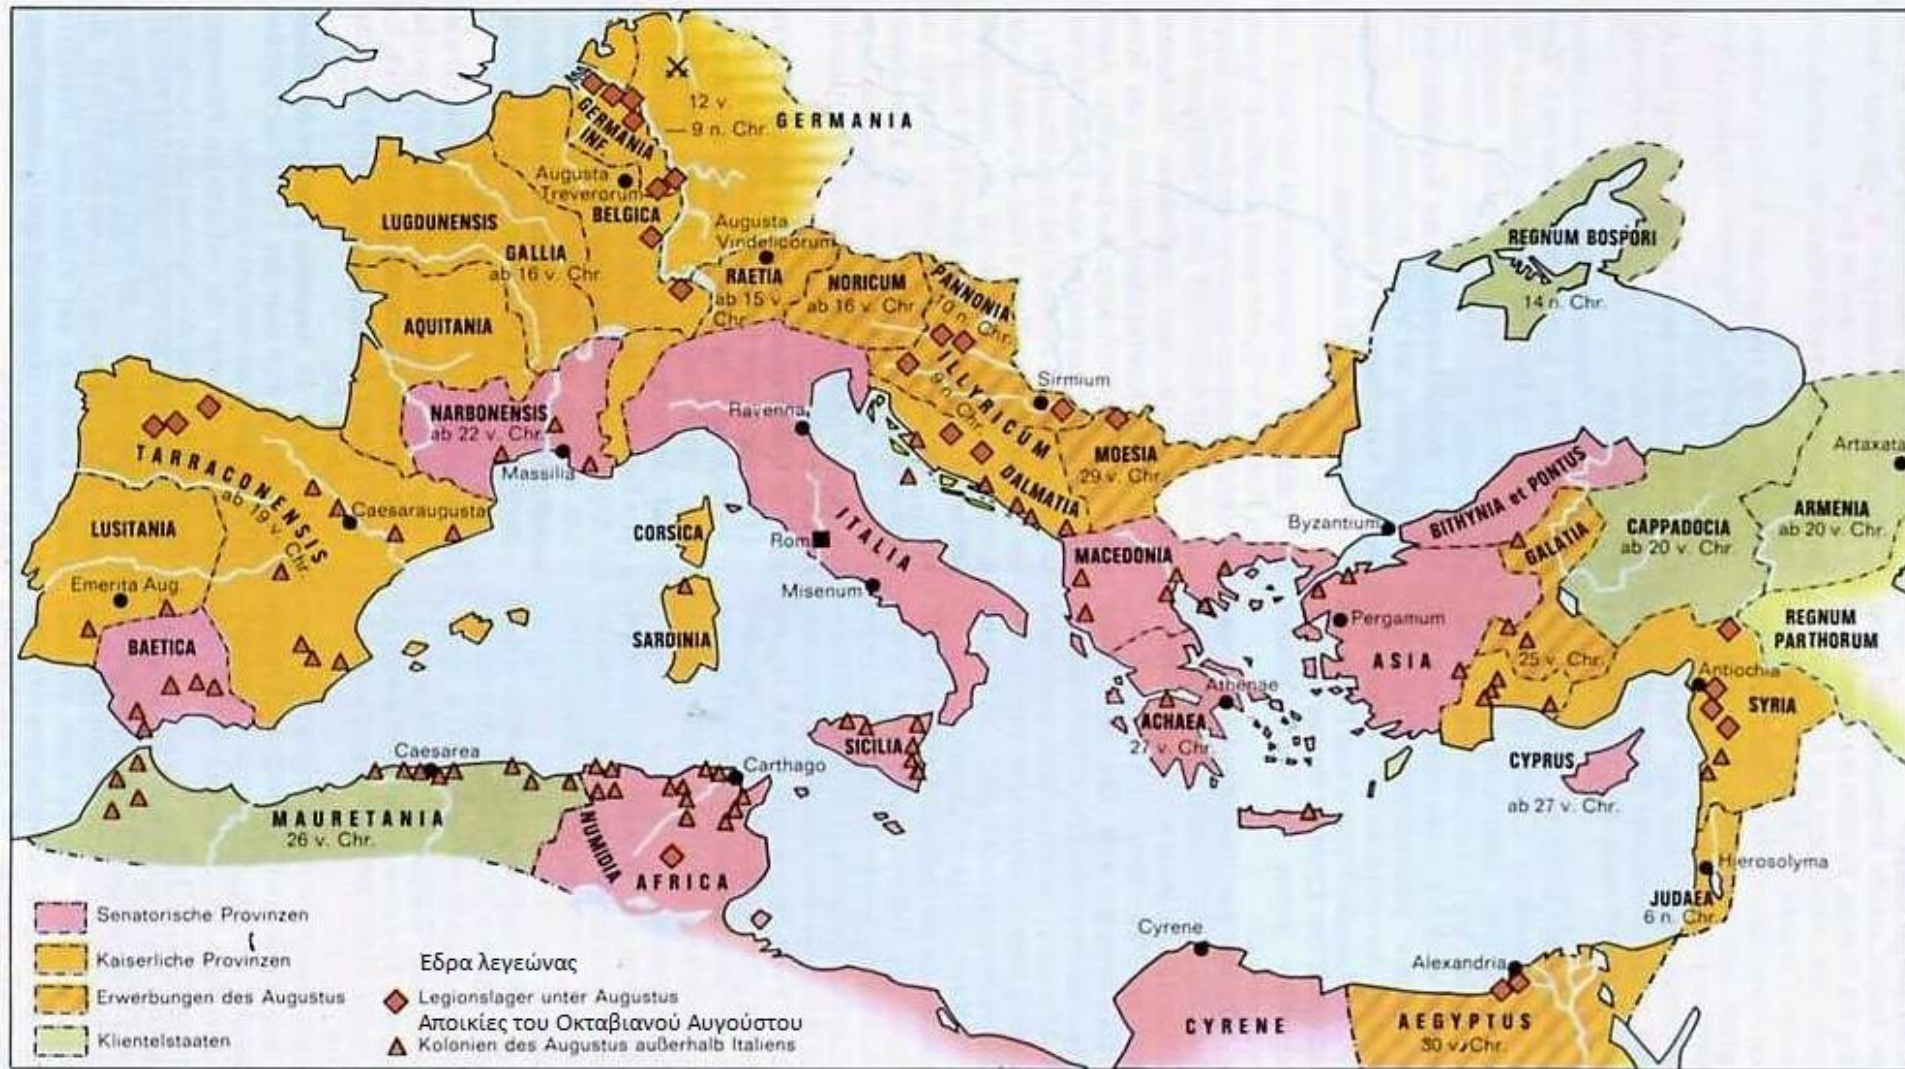 12 v.
— 9 n. Chr.
GERMANIA
GERMANIA
INF.
Augusta
Treverorum
BELGICA
LUGDUNENSIS
GALLIA
ab 16 v. Chr.
Augusta
Vindelicorum
RAETIA
ab 15 v.
Chr.
NORICUM
ab 16 v. Chr.
PANNONIA
10 n. Chr.
REGNUM BOSPORI
14 n. Chr.
AQUITANIA
ILLYRICUM
9 n. Chr.
Sirmium
NARBONENSIS
ab 22 v. Chr.
Massilia
Ravenna
MOESIA
29 v. Chr.
DALMATIA
TARRACONENSIS
ab 19 v. Chr.
Caesaraugusta
LUSITANIA
Emerita Aug.
BAETICA
CORSICA
SARDINIA
Rom
ITALIA
Misenum
MACEDONIA
Byzantium
BITHYNIA et PONTUS
GALATIA
CAPPADOCIA
ab 20 v. Chr.
Artaxata
ARMENIA
ab 20 v. Chr.
REGNUM
PARTHORUM
Pergamum
ASIA
25 v. Chr.
Antiochia
SYRIA
Athenae
ACHAEA
27 v. Chr.
SICILIA
CYPRUS
ab 27 v. Chr.
Caesarea
Carthago
MAURETANIA
26 v. Chr.
NUMIDIA
AFRICA
Hierosolyma
JUDAEA
6 n. Chr.
Cyrene
CYRENE
Alexandria
AEGYPTUS
30 v. Chr.
Senatorische Provinzen
Kaiserliche Provinzen
Erwerbungen des Augustus
Klientelstaaten
Έδρα λεγεώνας
Legionslager unter Augustus
Αποικίες του Οκταβιανού Αυγούστου
Kolonien des Augustus außerhalb Italiens